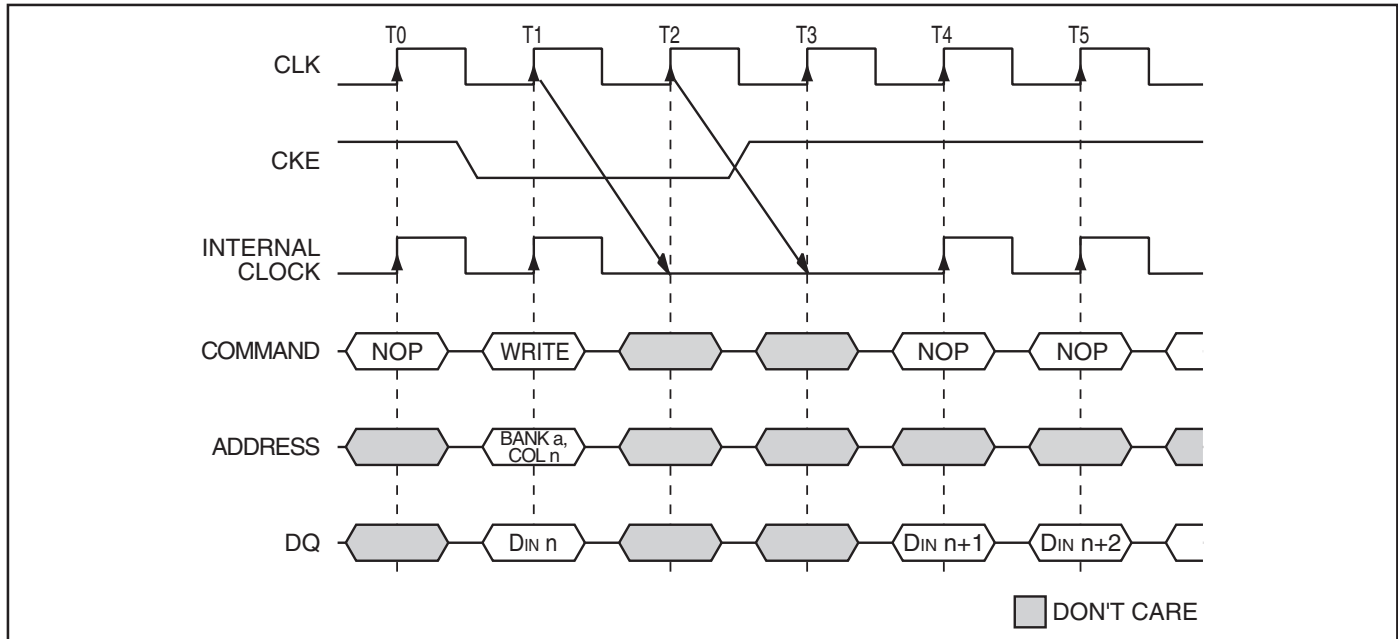 T0 T1 T2 T3 T4 T5
CLK
CKE
INTERNAL
CLOCK
COMMAND NOP WRITE NOP NOP
BANK a,
ADDRESS COL n
DQ DIN n DIN n+1 DIN n+2
DON'T CARE